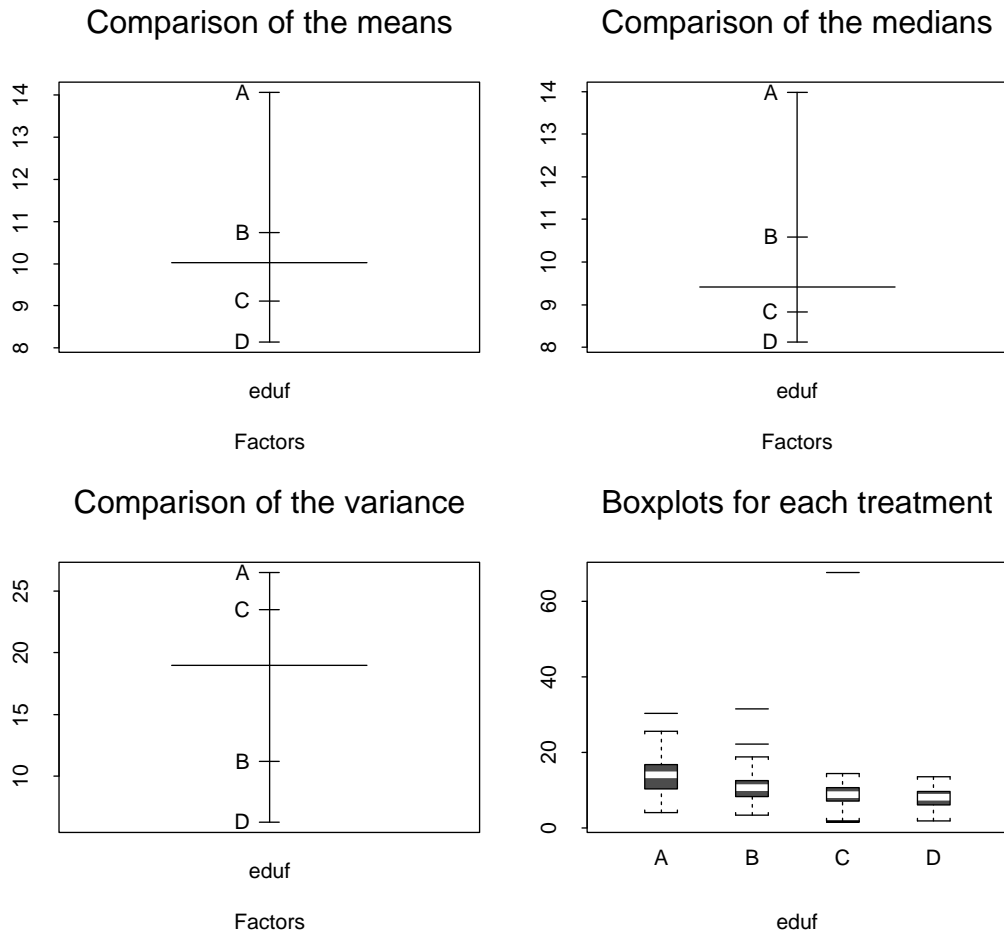 Comparison of the means
14
13
12
11
10
9
8
A
B
C
D
eduf
Factors
Comparison of the medians
14
13
12
11
10
9
8
A
B
C
D
eduf
Factors
Comparison of the variance
25
20
15
10
A
C
B
D
eduf
Factors
Boxplots for each treatment
60
40
20
0
A B C D
eduf